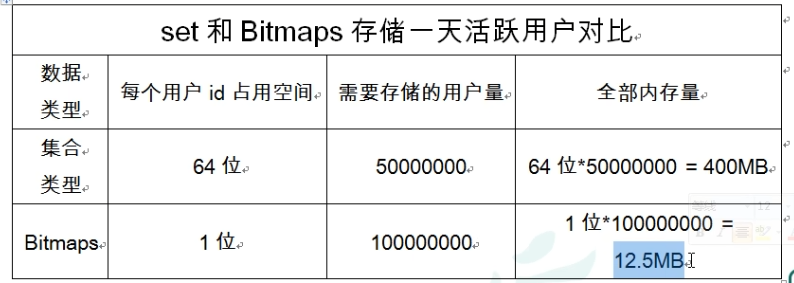 set 和 Bitmaps 存储一天活跃用户对比
数据
类型
每个用户 id 占用空间
需要存储的用户量
全部内存量
集合
类型
64 位
50000000
64 位*50000000 = 400MB
Bitmaps
1 位
100000000
1 位*100000000 =
12.5MB